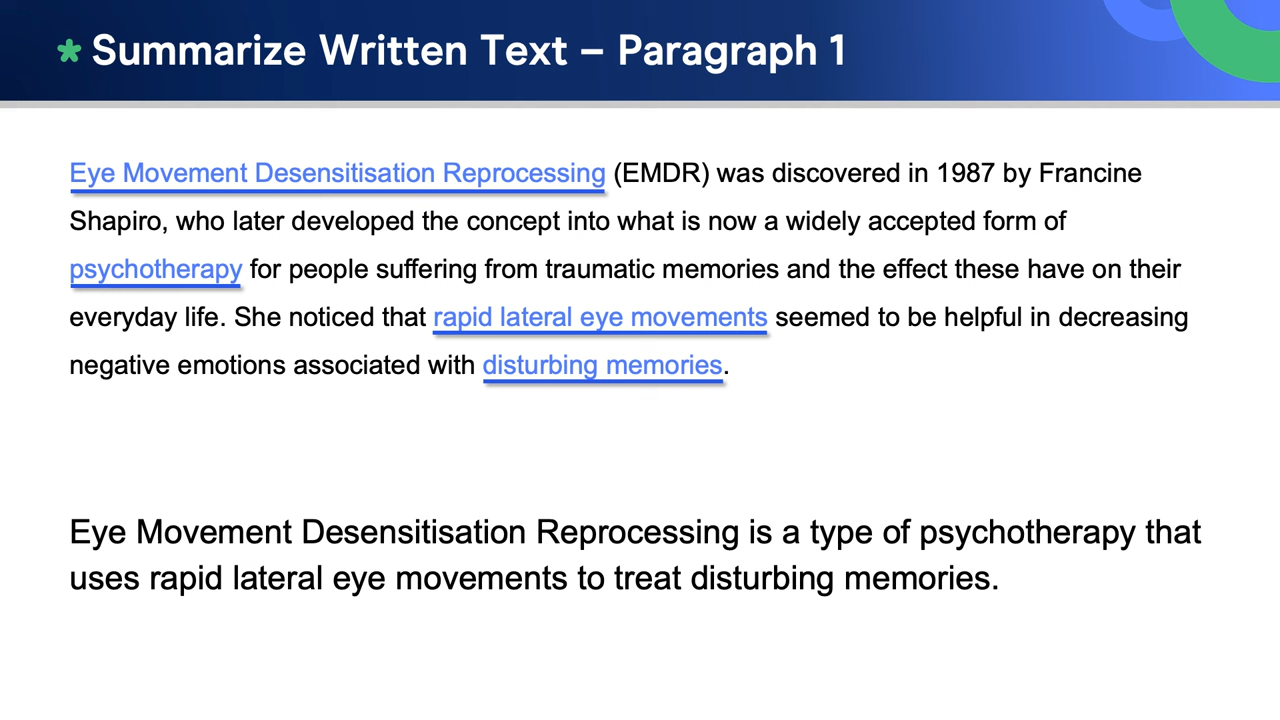 Summarize Written Text – Paragraph 1
Eye Movement Desensitisation Reprocessing (EMDR) was discovered in 1987 by Francine
Shapiro, who later developed the concept into what is now a widely accepted form of
psychotherapy for people suffering from traumatic memories and the effect these have on their
everyday life. She noticed that rapid lateral eye movements seemed to be helpful in decreasing
negative emotions associated with disturbing memories.
Eye Movement Desensitisation Reprocessing is a type of psychotherapy that
uses rapid lateral eye movements to treat disturbing memories.